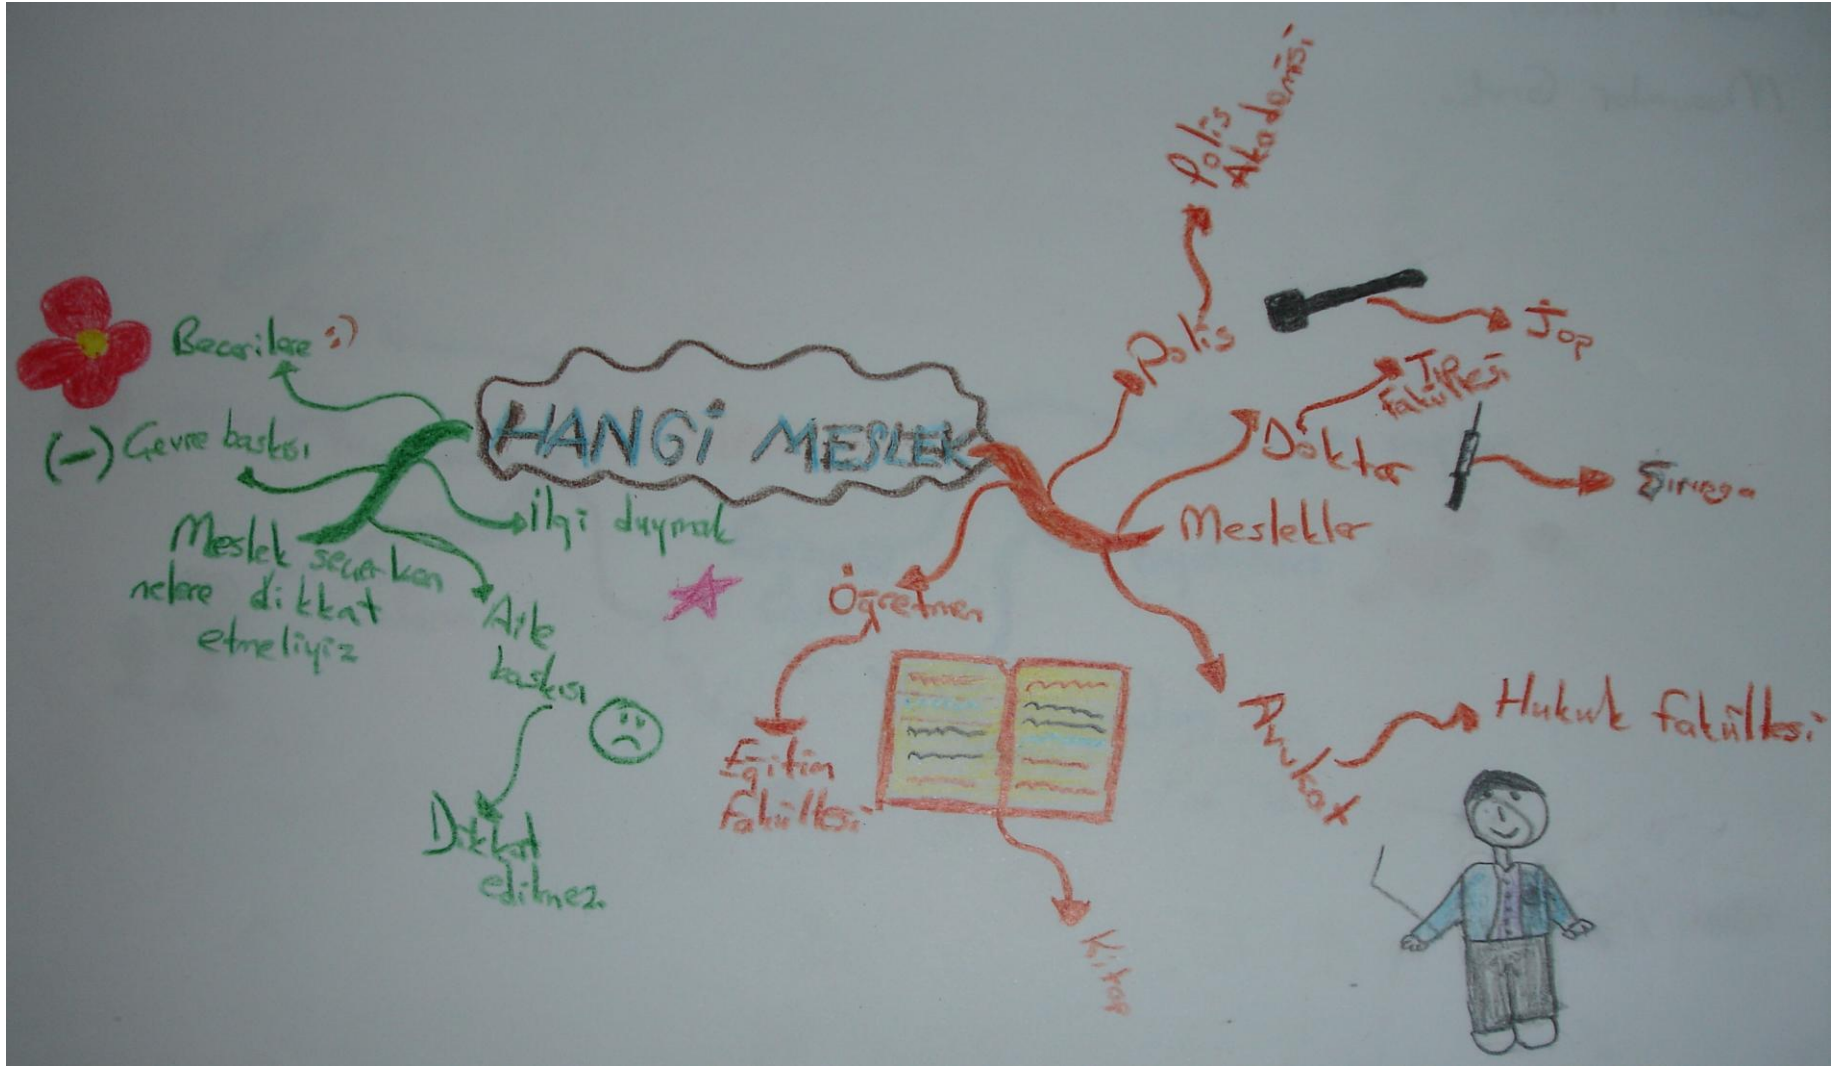 HANGİ MESLEK
Becerilere :)
(-) Çevre baskısı
İlgi duymak
Meslek seçerken
nelere dikkat
etmeliyiz
Aile
baskısı
Dikkat
edilmez.
Meslekler
Polis
Polis
Akademisi
Jop
Doktor
Tıp
fakültesi
Şırınga
Öğretmen
Eğitim
fakültesi
Kitap
Avukat
Hukuk fakültesi